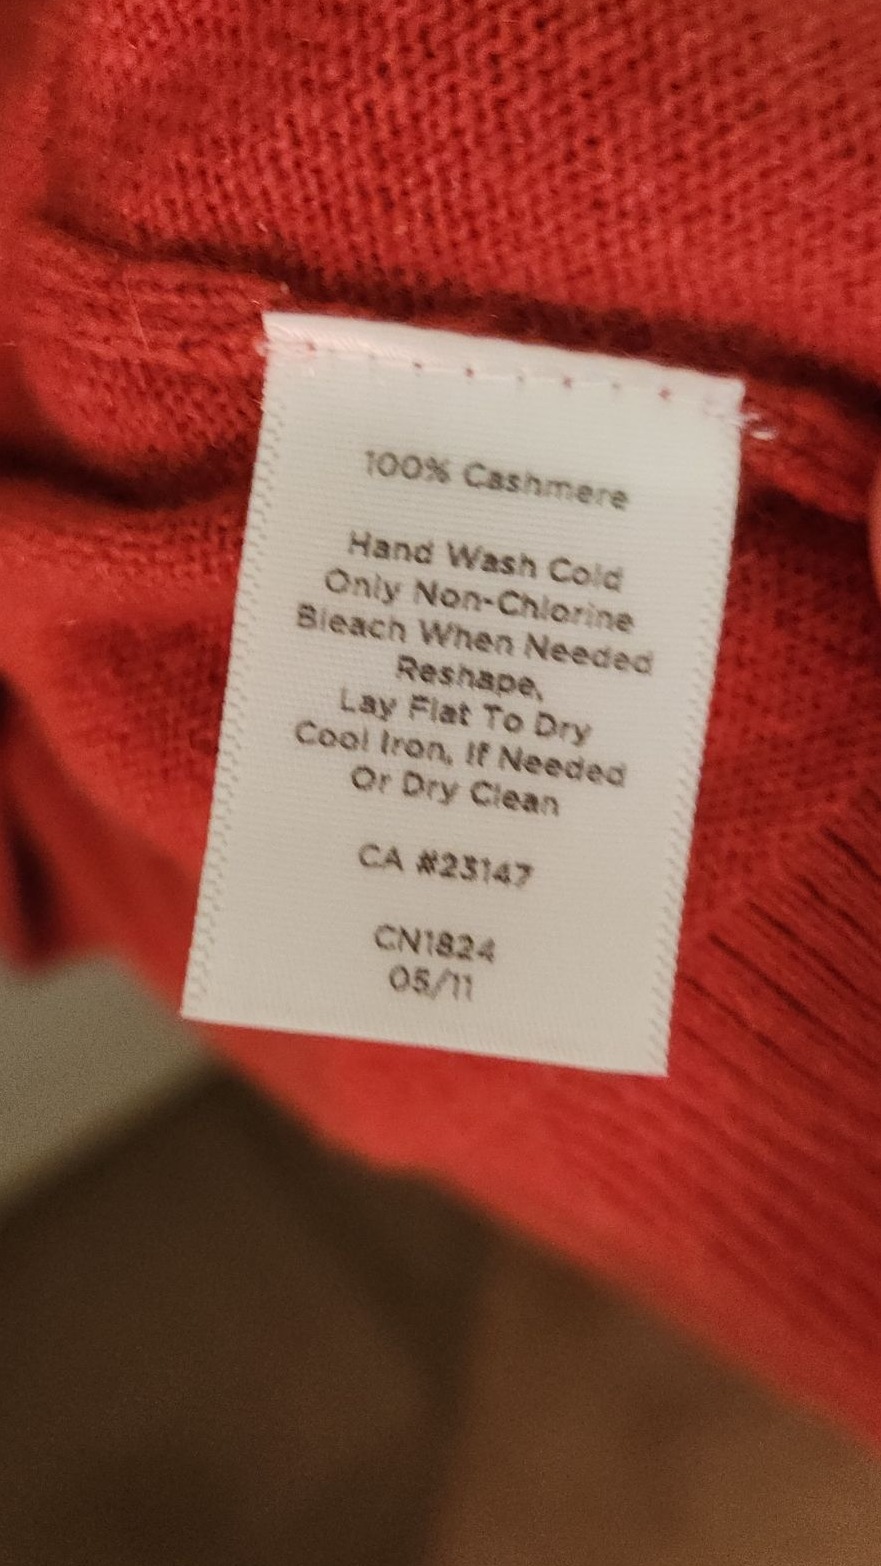 100% Cashmere
Hand Wash Cold
Only Non-Chlorine
Bleach When Needed
Reshape,
Lay Flat To Dry
Cool Iron, If Needed
Or Dry Clean
CA #23147
CN1824
05/11